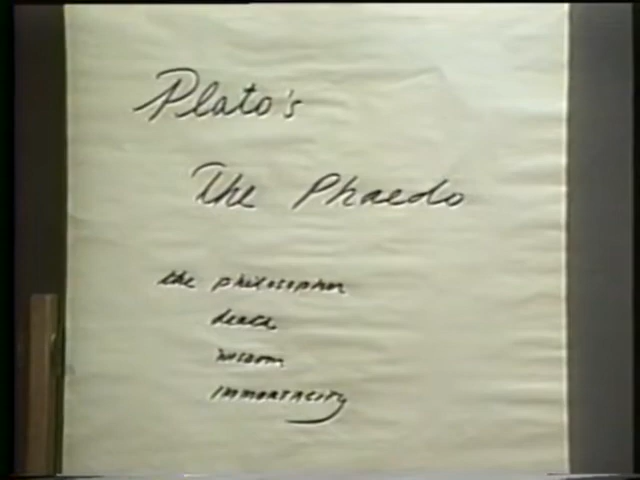 Plato's
The Phaedo
the philosopher
death
wisdom
immortality